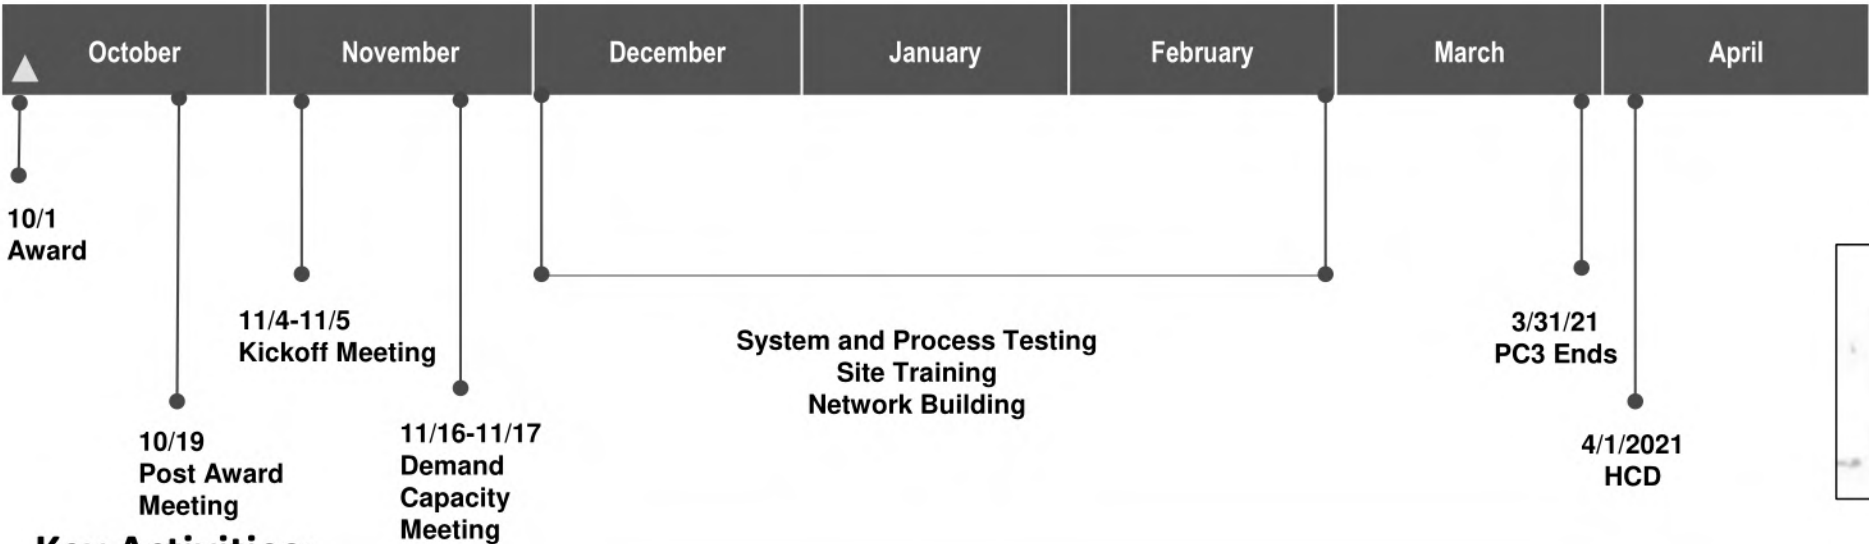 October
November
December
January
February
March
April
10/1
Award
10/19
Post Award
Meeting
11/4-11/5
Kickoff Meeting
11/16-11/17
Demand
Capacity
Meeting
System and Process Testing
Site Training
Network Building
3/31/21
PC3 Ends
4/1/2021
HCD